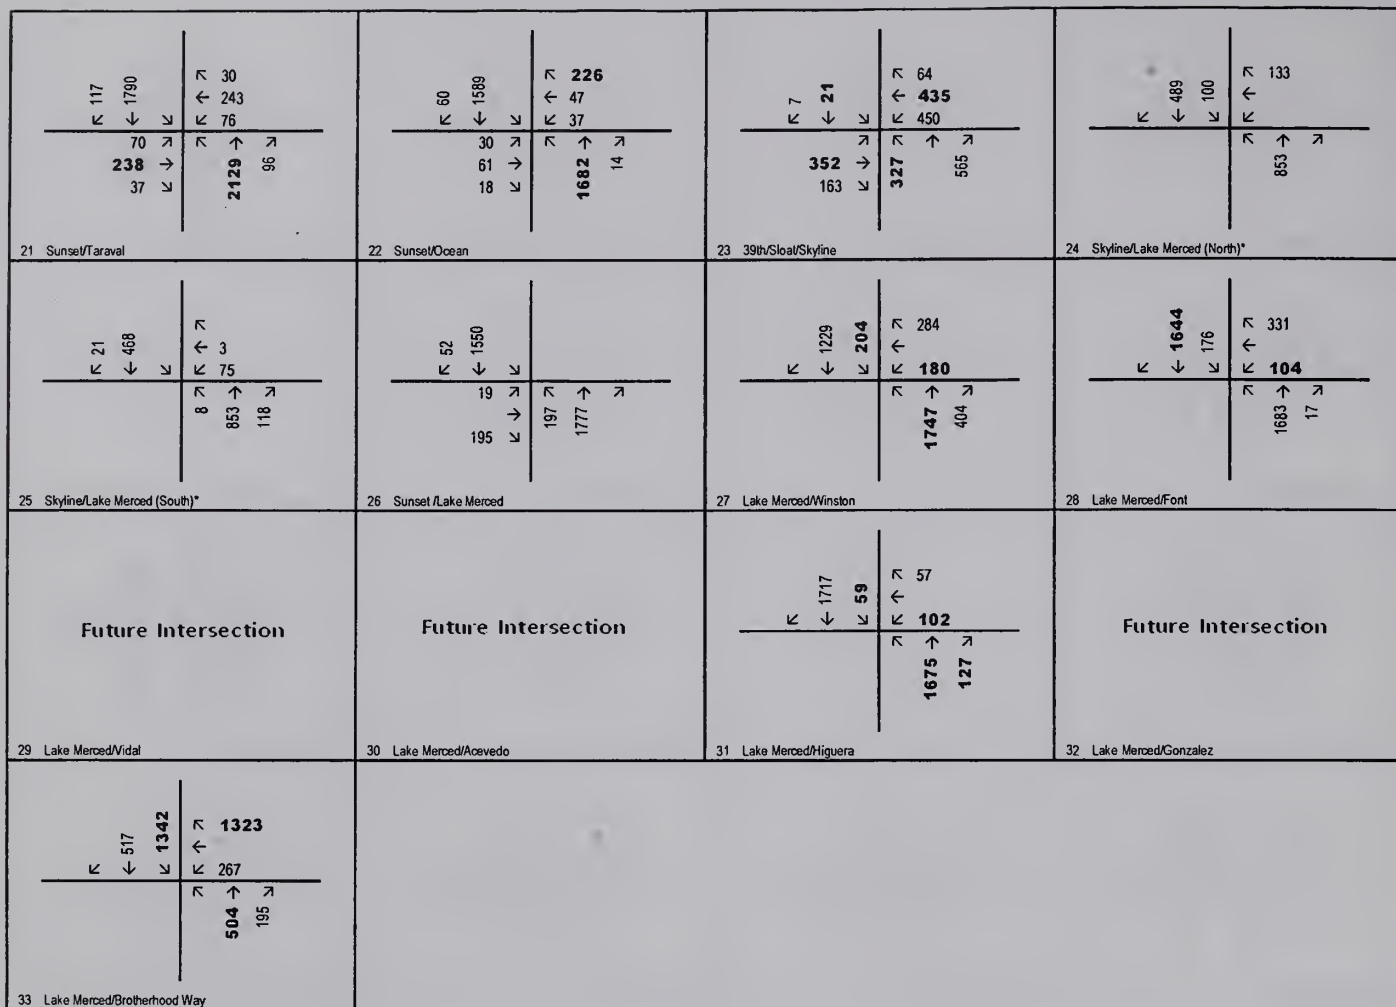 117 1790
↖ ↓ ↘
↖ 30
← 243
↙ 76
70 ↗
238 →
37 ↘
↖ ↑ ↗
2129 96
21 Sunset/Taraval
60 1589
↙ ↓ ↘
↖ 226
← 47
↙ 37
30 ↗
61 →
18 ↘
↖ ↑ ↗
1682 14
22 Sunset/Ocean
7 21
↙ ↓ ↘
↖ 64
← 435
↙ 450
↗
352 →
163 ↘
↖ ↑ ↗
327 565
23 39th/Sloat/Skyline
489 100
↙ ↓ ↘
↖ 133
←
↙
↖ ↑ ↗
853
24 Skyline/Lake Merced (North)*
21 468
↙ ↓ ↘
↖
← 3
↙ 75
↖ ↑ ↗
8 853 118
25 Skyline/Lake Merced (South)*
52 1550
↙ ↓ ↘
19 ↗
→
195 ↘
↖ ↑ ↗
197 1777
26 Sunset /Lake Merced
1229 204
↙ ↓ ↘
↖ 284
←
↙ 180
↖ ↑ ↗
1747 404
27 Lake Merced/Winston
1644 176
↙ ↓ ↘
↖ 331
←
↙ 104
↖ ↑ ↗
1683 17
28 Lake Merced/Font
Future Intersection
29 Lake Merced/Vidal
Future Intersection
30 Lake Merced/Acevedo
1717 59
↙ ↓ ↘
↖ 57
←
↙ 102
↖ ↑ ↗
1675 127
31 Lake Merced/Higuera
Future Intersection
32 Lake Merced/Gonzalez
517 1342
↙ ↓ ↘
↖ 1323
←
↙ 267
↖ ↑ ↗
504 195
33 Lake Merced/Brotherhood Way